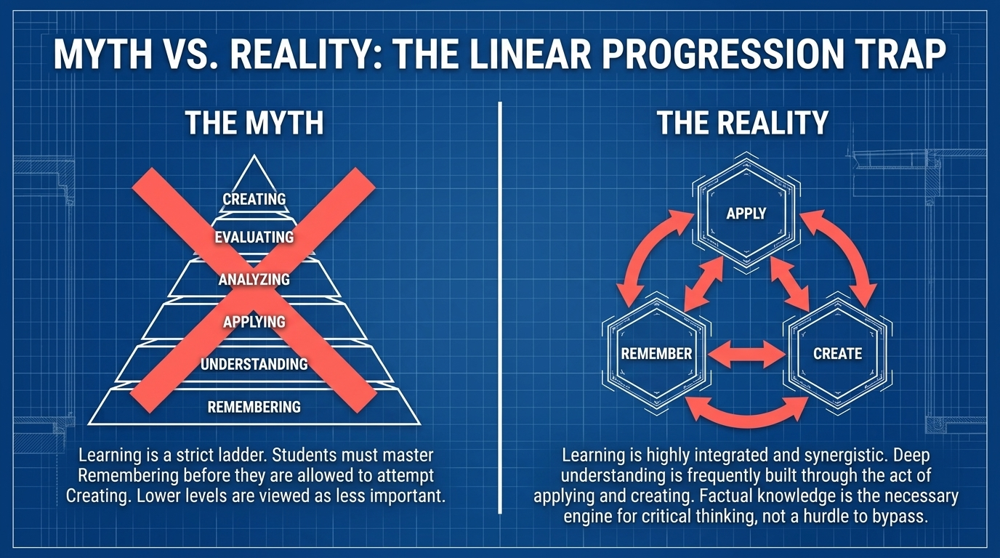 MYTH VS. REALITY: THE LINEAR PROGRESSION TRAP
THE MYTH
CREATING
EVALUATING
ANALYZING
APPLYING
UNDERSTANDING
REMEMBERING
Learning is a strict ladder. Students must master
Remembering before they are allowed to attempt
Creating. Lower levels are viewed as less important.
THE REALITY
APPLY
REMEMBER
CREATE
Learning is highly integrated and synergistic. Deep
understanding is frequently built through the act of
applying and creating. Factual knowledge is the necessary
engine for critical thinking, not a hurdle to bypass.